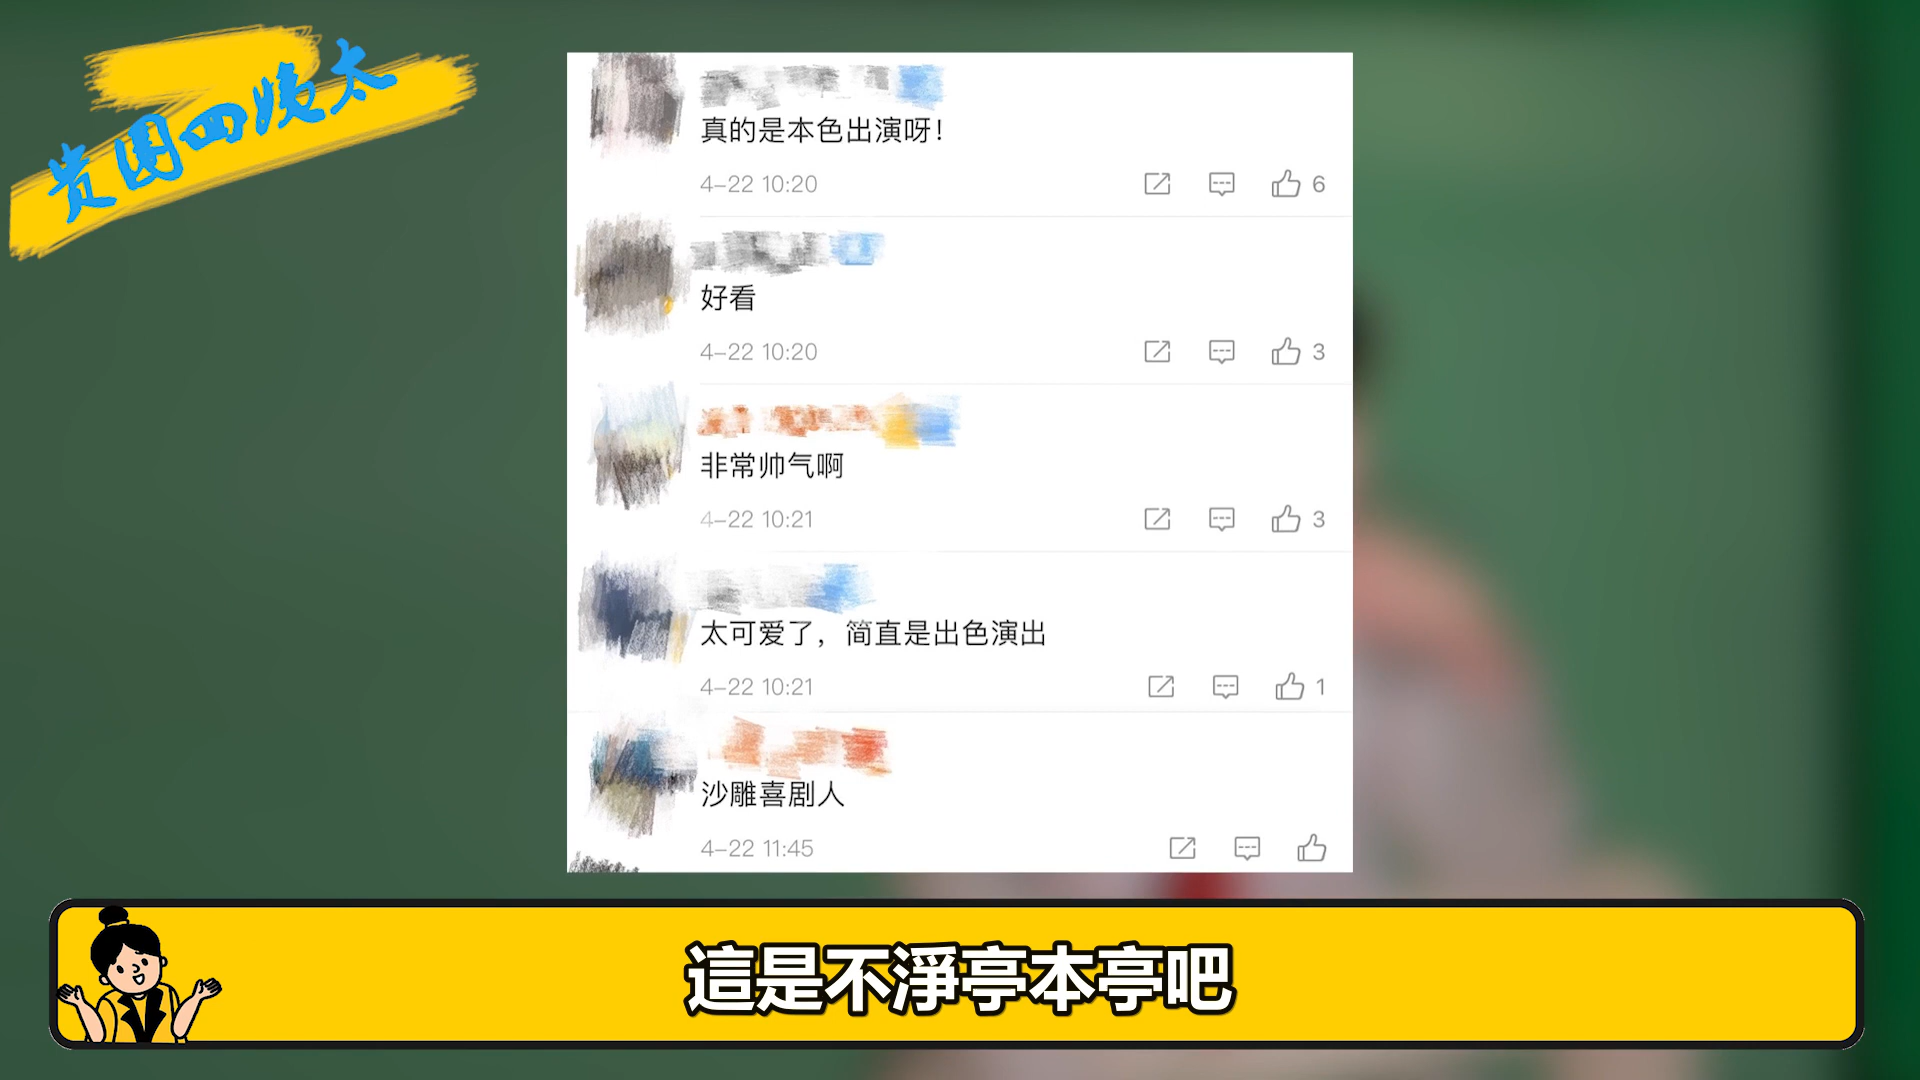 贵圈四姨太
真的是本色出演呀！
4-22 10:20
6
好看
4-22 10:20
3
非常帅气啊
4-22 10:21
3
太可爱了，简直是出色演出
4-22 10:21
1
沙雕喜剧人
4-22 11:45
這是不淨亭本亭吧